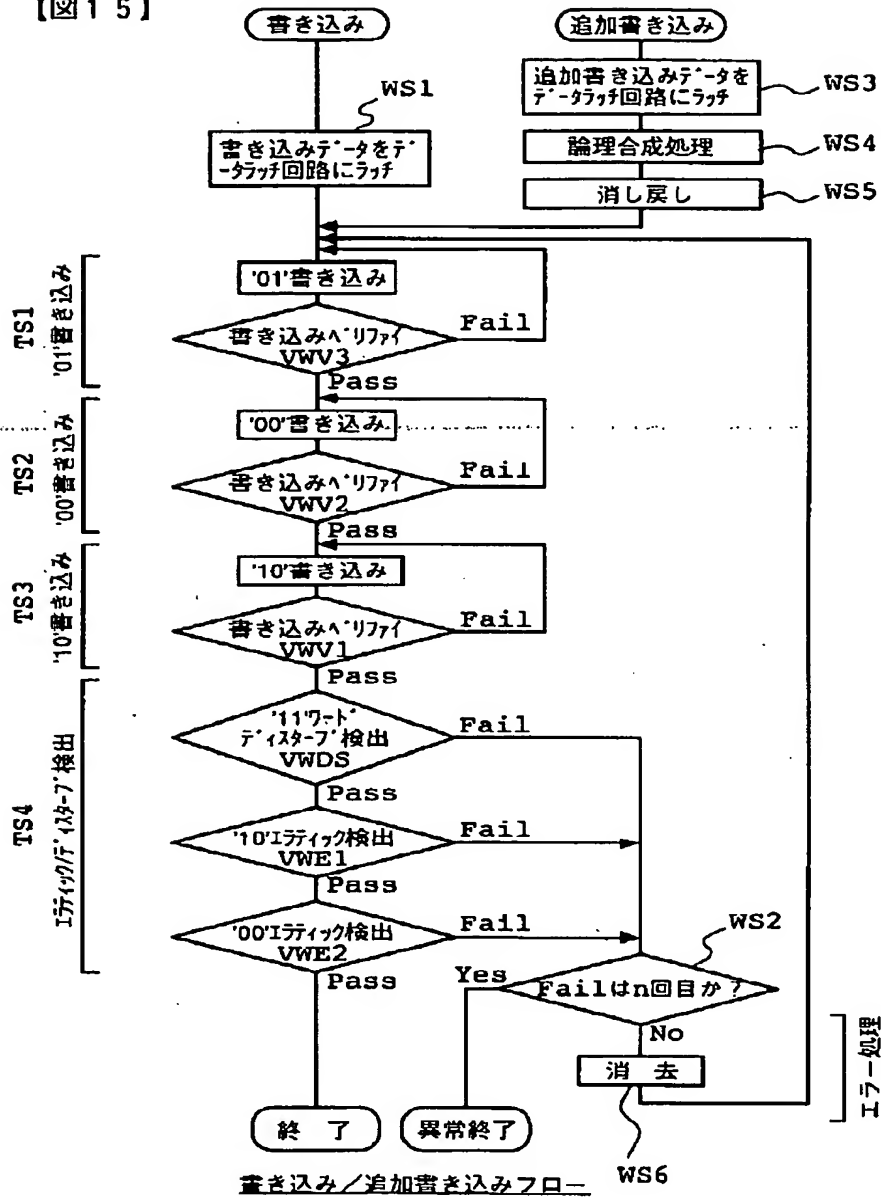 【図15】
書き込み
追加書き込み
WS1
追加書き込みデータを
データラッチ回路にラッチ
WS3
書き込みデータをデ
ータラッチ回路にラッチ
論理合成処理
WS4
消し戻し
WS5
TS1
'01'書き込み
'01'書き込み
書き込みベリファイ
VWV3
Fail
Pass
TS2
'00'書き込み
'00'書き込み
書き込みベリファイ
VWV2
Fail
Pass
TS3
'10'書き込み
'10'書き込み
書き込みベリファイ
VWV1
Fail
Pass
TS4
エラティック/ディスターブ検出
'11'ワード
ディスターブ検出
VWDS
Fail
Pass
'10'エラティック検出
VWE1
Fail
Pass
'00'エラティック検出
VWE2
Fail
Pass
WS2
Failはn回目か?
Yes
No
消 去
エラー処理
終 了
異常終了
WS6
書き込み/追加書き込みフロー